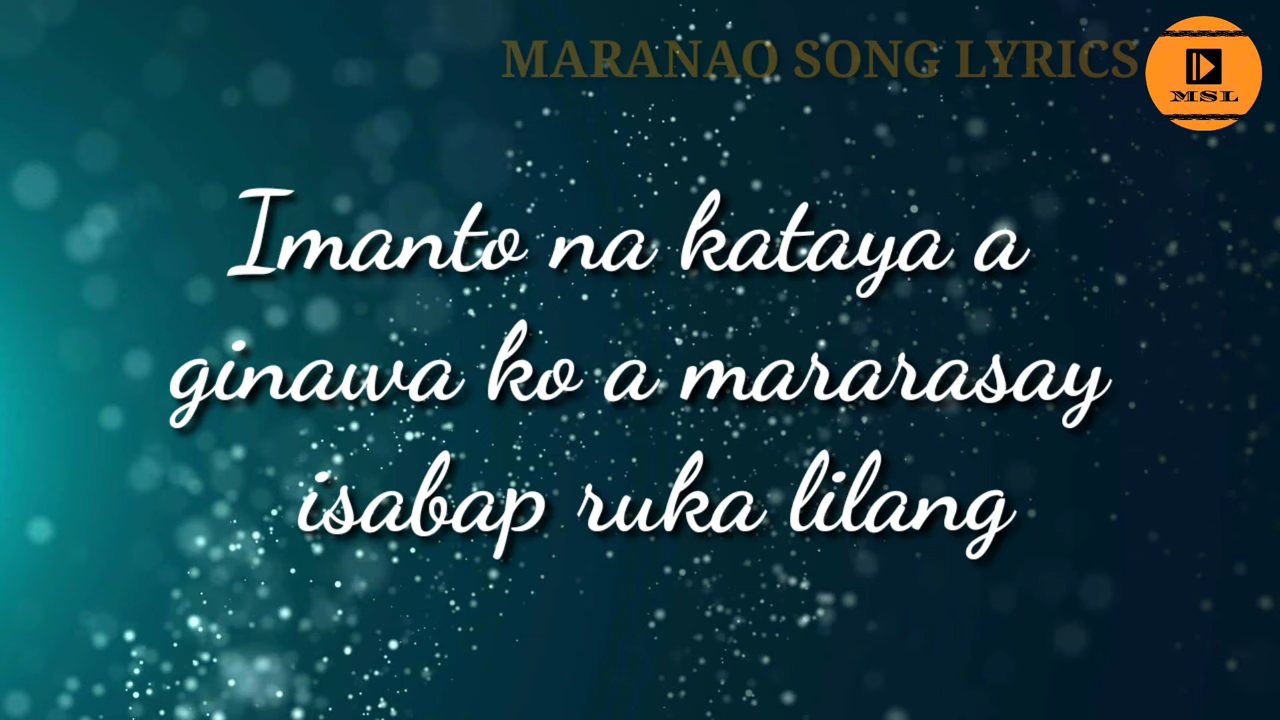 MARANAO SONG LYRICS
MSL
Imanto na kataya a
ginawa ko a mararasay
isabap ruka lilang